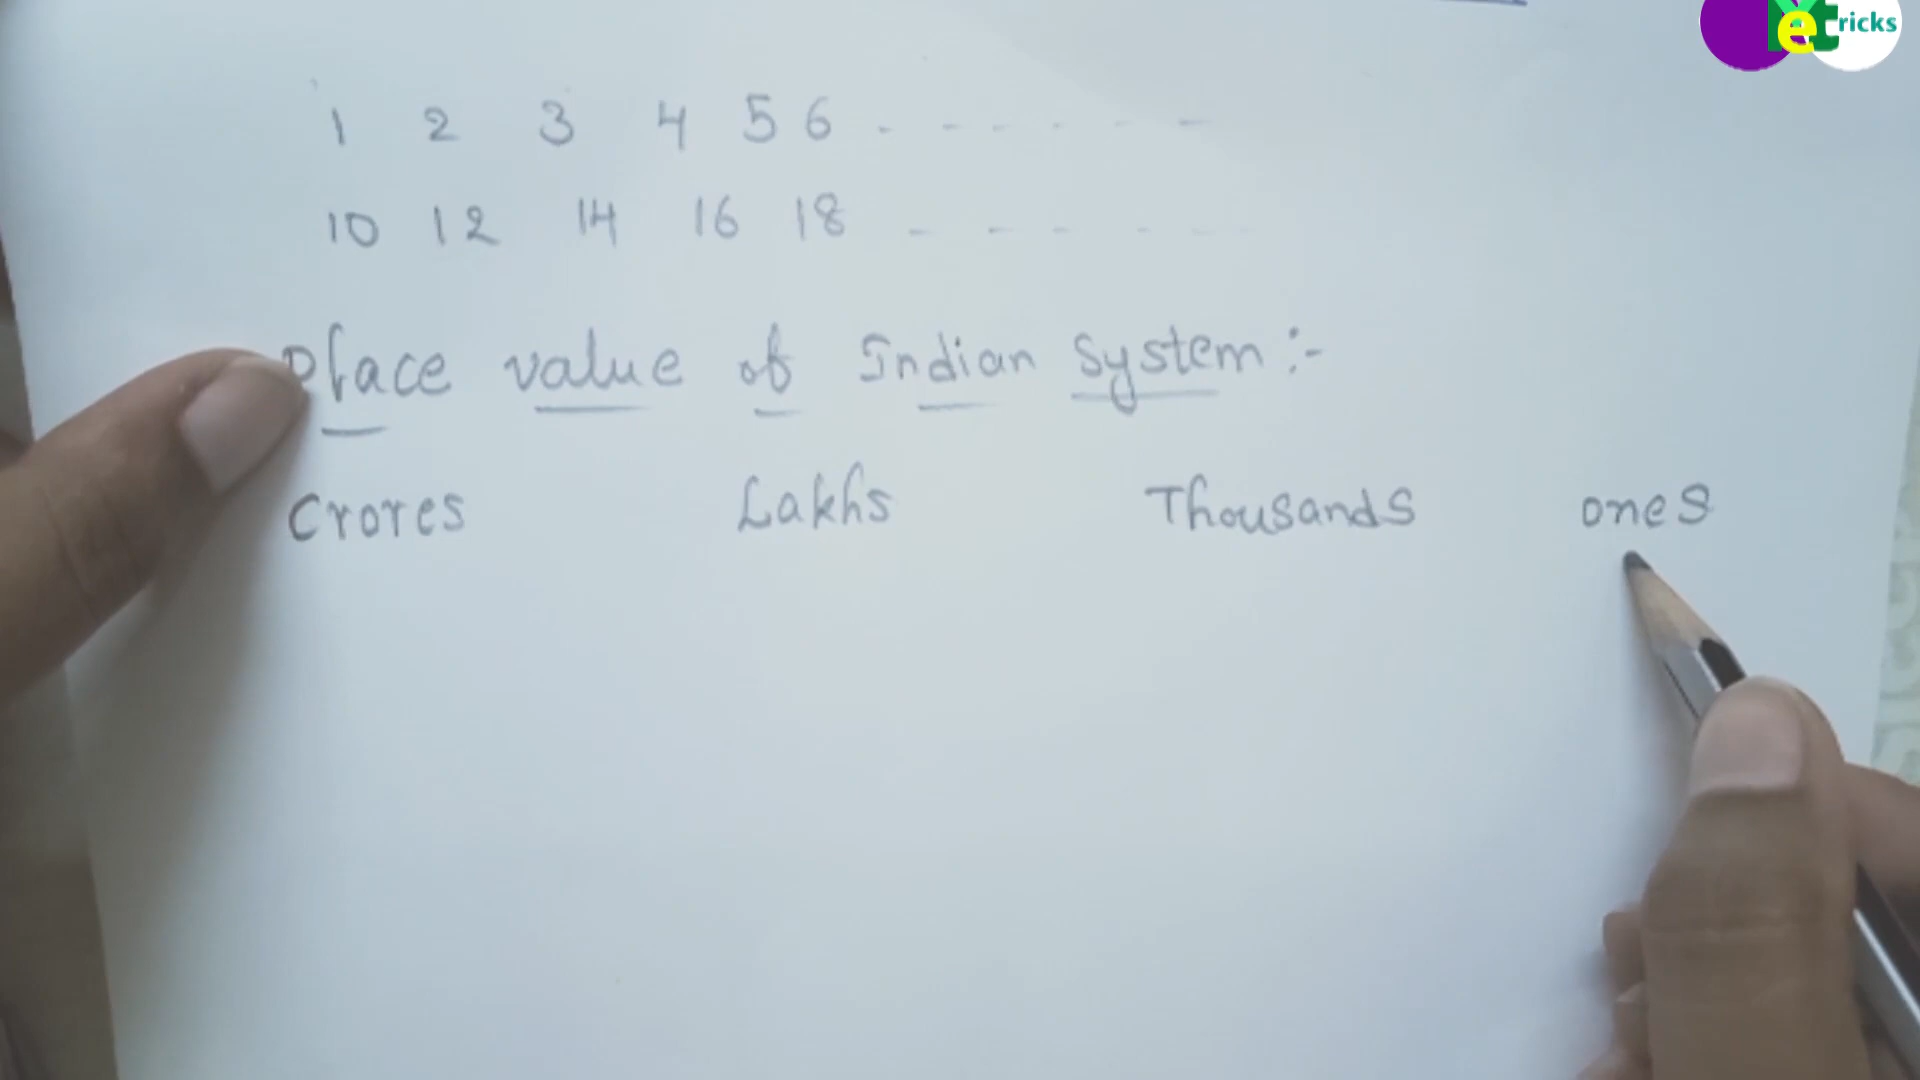 Yetricks
1 2 3 4 5 6 - - - - - -
10 12 14 16 18 - - - - - -
Place value of Indian System :-
Crores Lakhs Thousands ones